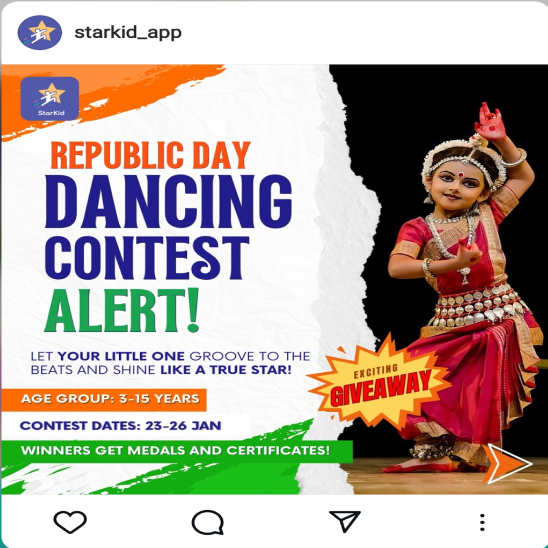 starkid_app
StarKid
REPUBLIC DAY
DANCING
CONTEST
ALERT!
LET YOUR LITTLE ONE GROOVE TO THE
BEATS AND SHINE LIKE A TRUE STAR!
AGE GROUP: 3-15 YEARS
CONTEST DATES: 23-26 JAN
WINNERS GET MEDALS AND CERTIFICATES!
EXCITING
GIVEAWAY